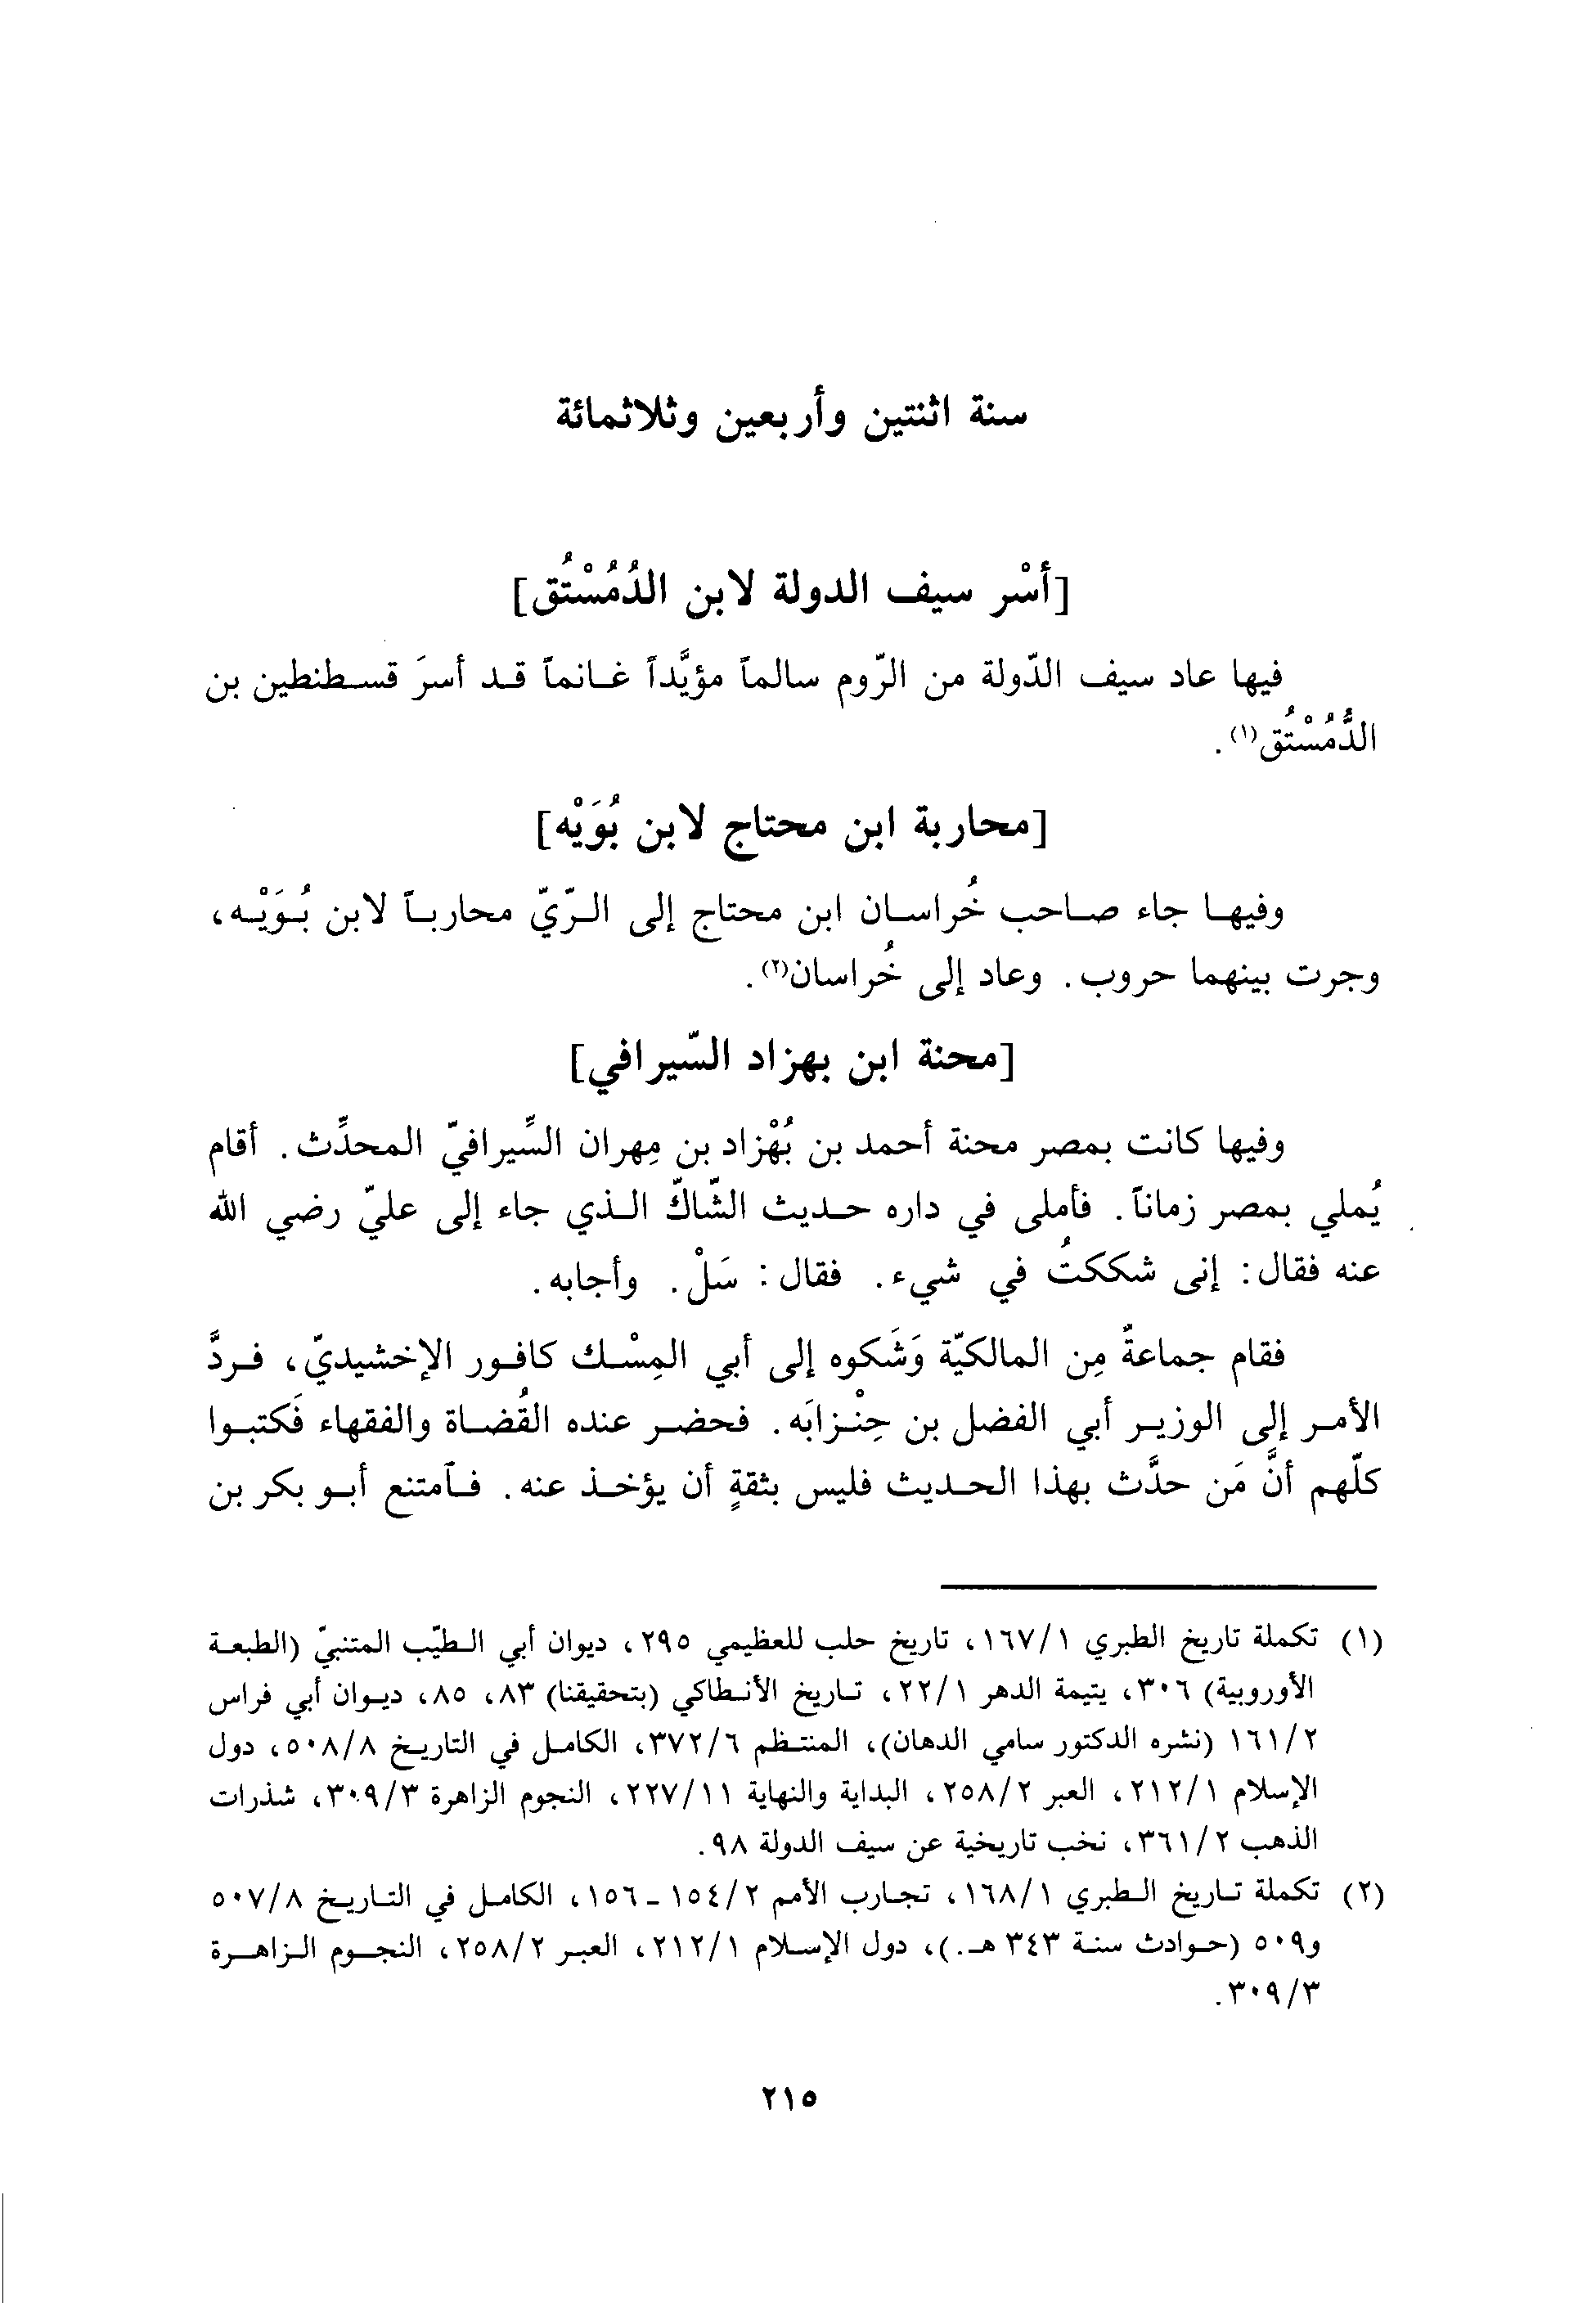 سنة اثنتين وأربعين وثلاثمائة
[أسْر سيف الدولة لابن الدُمُسْتُق]
فيها عاد سيف الدّولة من الرّوم سالماً مؤيَّداً غانماً قد أسرَ قسطنطين بن
الدُّمُسْتُق(١).
[محاربة ابن محتاج لابن بُوَيْه]
وفيها جاء صاحب خُراسان ابن محتاج إلى الرّيّ محارباً لابن بُوَيْه،
وجرت بينهما حروب. وعاد إلى خُراسان(٢).
[محنة ابن بهزاد السّيرافي]
وفيها كانت بمصر محنة أحمد بن بُهْزاد بن مِهران السِّيرافيّ المحدِّث. أقام
يُملي بمصر زماناً. فأملى في داره حديث الشّاكّ الذي جاء إلى عليّ رضي الله
عنه فقال: إنى شككتُ في شيء. فقال: سَلْ. وأجابه.
فقام جماعةٌ مِن المالكيّة وَشَكوه إلى أبي المِسْك كافور الإخشيديّ، فردَّ
الأمر إلى الوزير أبي الفضل بن حِنْزابَه. فحضر عنده القُضاة والفقهاء فَكتبوا
كلّهم أنَّ مَن حدَّث بهذا الحديث فليس بثقةٍ أن يؤخذ عنه. فآمتنع أبو بكر بن
(١) تكملة تاريخ الطبري ١/١٦٧، تاريخ حلب للعظيمي ٢٩٥، ديوان أبي الطيّب المتنبيّ (الطبعة
الأوروبية) ٣٠٦، يتيمة الدهر ١/٢٢، تاريخ الأنطاكي (بتحقيقنا) ٨٣، ٨٥، ديوان أبي فراس
٢/١٦١ (نشره الدكتور سامي الدهان)، المنتظم ٦/٣٧٢، الكامل في التاريخ ٨/٥٠٨، دول
الإسلام ١/٢١٢، العبر ٢/٢٥٨، البداية والنهاية ١١/٢٢٧، النجوم الزاهرة ٣/٣٠٩، شذرات
الذهب ٢/٣٦١، نخب تاريخية عن سيف الدولة ٩٨.
(٢) تكملة تاريخ الطبري ١/١٦٨، تجارب الأمم ٢/١٥٤ - ١٥٦، الكامل في التاريخ ٨/٥٠٧
و٥٠٩ (حوادث سنة ٣٤٣ هـ.)، دول الإسلام ١/٢١٢، العبر ٢/٢٥٨، النجوم الزاهرة
٣/٣٠٩.
٢١٥